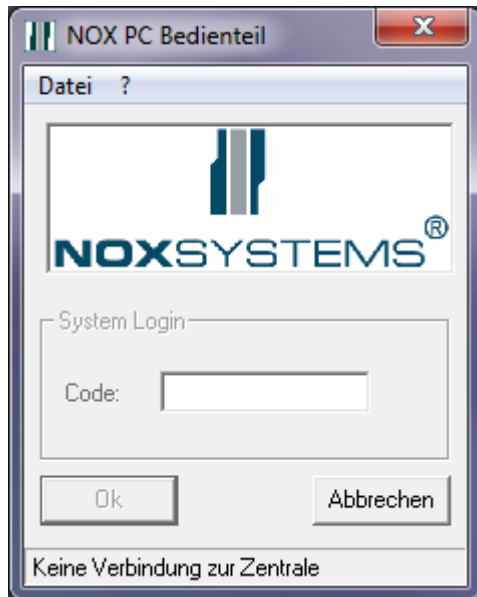 NOX PC Bedienteil
x
Datei ?
NOXSYSTEMS®
System Login
Code:
Ok Abbrechen
Keine Verbindung zur Zentrale